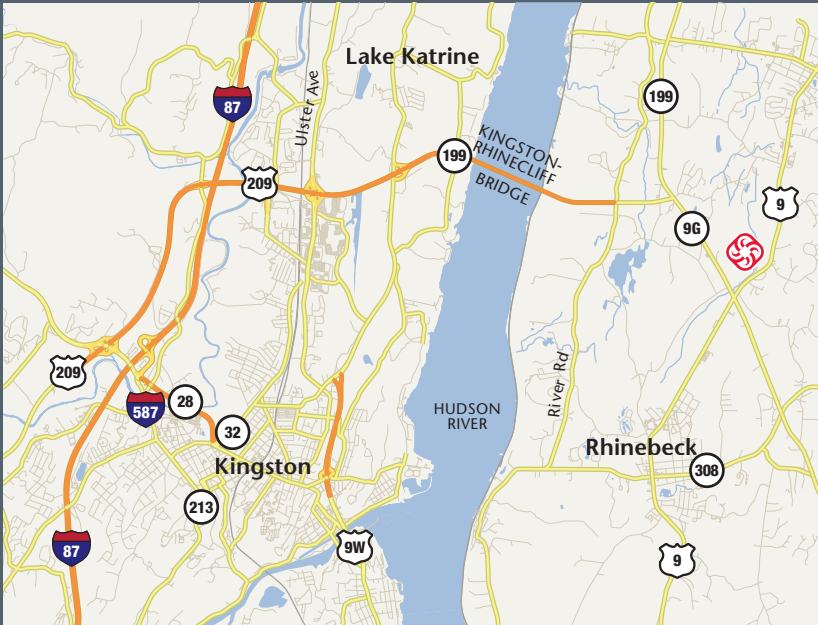 Lake Katrine
87
Ulster Ave
199
199
KINGSTON-
RHINECLIFF
BRIDGE
209
9
9G
209
587
28
32
River Rd
HUDSON
RIVER
Rhinebeck
308
Kingston
213
87
9W
9